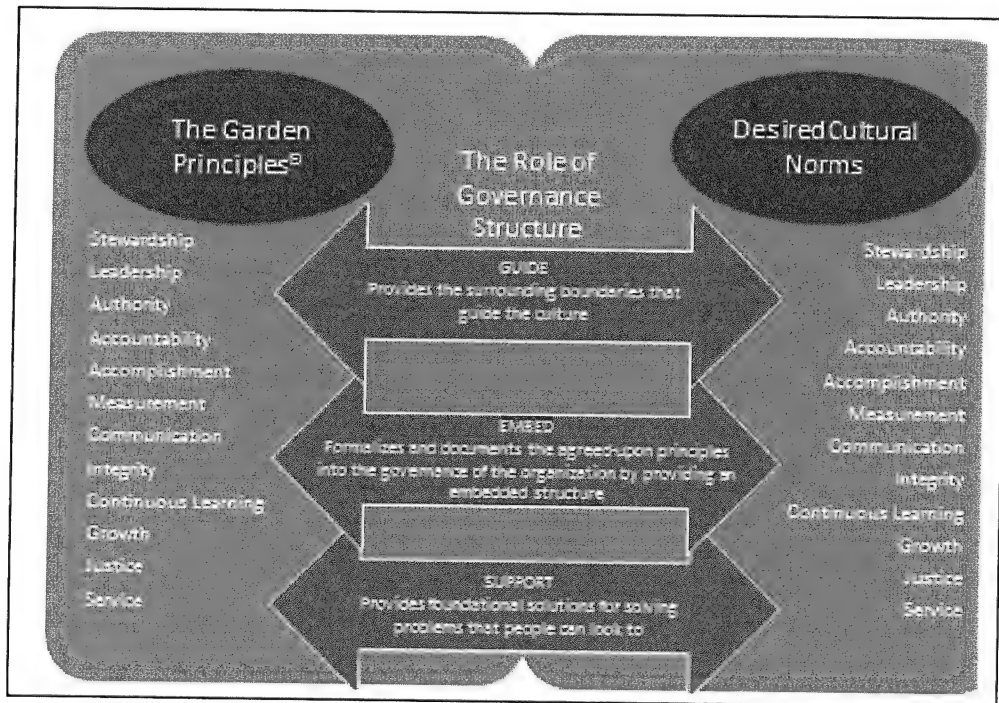 The Garden
Principles®
Stewardship
Leadership
Authority
Accountability
Accomplishment
Measurement
Communication
Integrity
Continuous Learning
Growth
Justice
Service
The Role of
Governance
Structure
GUIDE
Provides the surrounding boundaries that
guide the culture
EMBED
Formalizes and documents the agreed-upon principles
into the governance of the organization by providing an
embedded structure
SUPPORT
Provides foundational solutions for solving
problems that people can look to
Desired Cultural
Norms
Stewardship
Leadership
Authority
Accountability
Accomplishment
Measurement
Communication
Integrity
Continuous Learning
Growth
Justice
Service